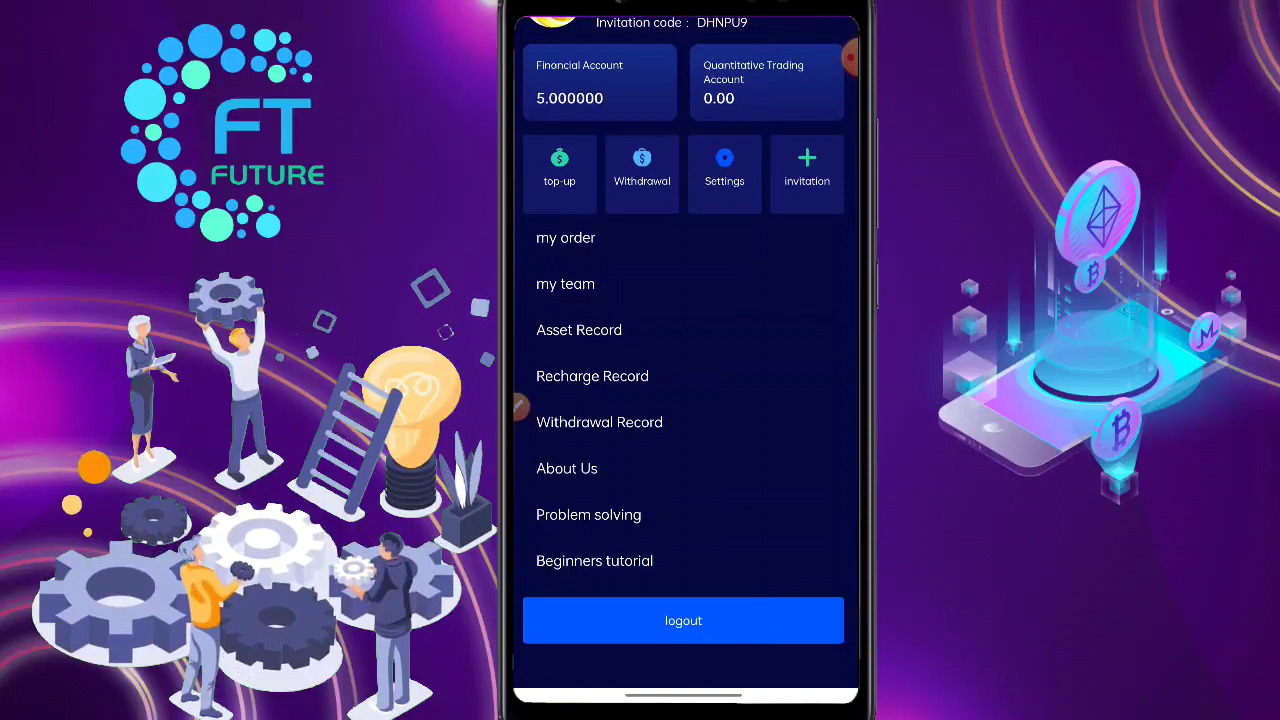 FT
FUTURE
Invitation code : DHNPU9
Financial Account
5.000000
Quantitative Trading
Account
0.00
top-up
Withdrawal
Settings
invitation
my order
my team
Asset Record
Recharge Record
Withdrawal Record
About Us
Problem solving
Beginners tutorial
logout